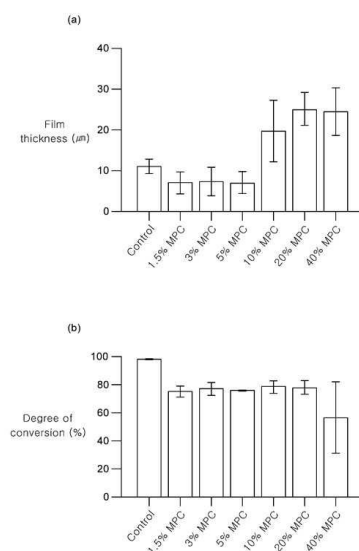 (a)
40
30
Film
thickness (㎛)
20
10
0
Control
1.5% MPC
3% MPC
5% MPC
10% MPC
20% MPC
40% MPC
(b)
100
80
60
Degree of
conversion (%)
40
20
0
Control
1.5% MPC
3% MPC
5% MPC
10% MPC
20% MPC
40% MPC